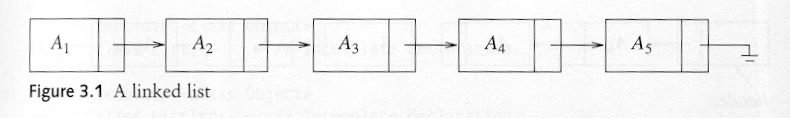 A₁ A₂ A₃ A₄ A₅
Figure 3.1 A linked list